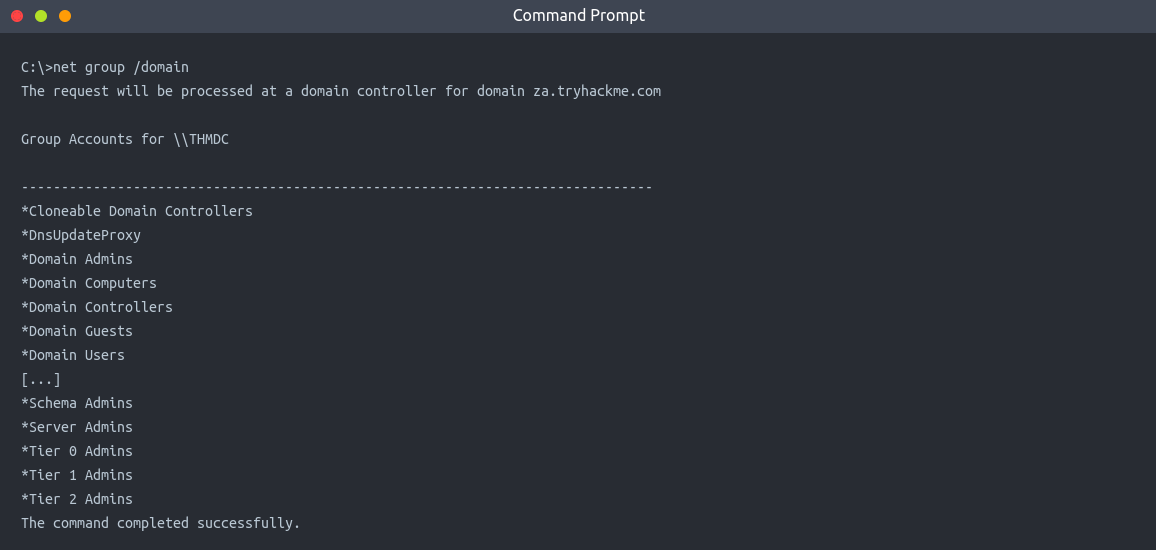 Command Prompt
C:\>net group /domain
The request will be processed at a domain controller for domain za.tryhackme.com
Group Accounts for \\THMDC
-------------------------------------------------------------------------------
*Cloneable Domain Controllers
*DnsUpdateProxy
*Domain Admins
*Domain Computers
*Domain Controllers
*Domain Guests
*Domain Users
[...]
*Schema Admins
*Server Admins
*Tier 0 Admins
*Tier 1 Admins
*Tier 2 Admins
The command completed successfully.